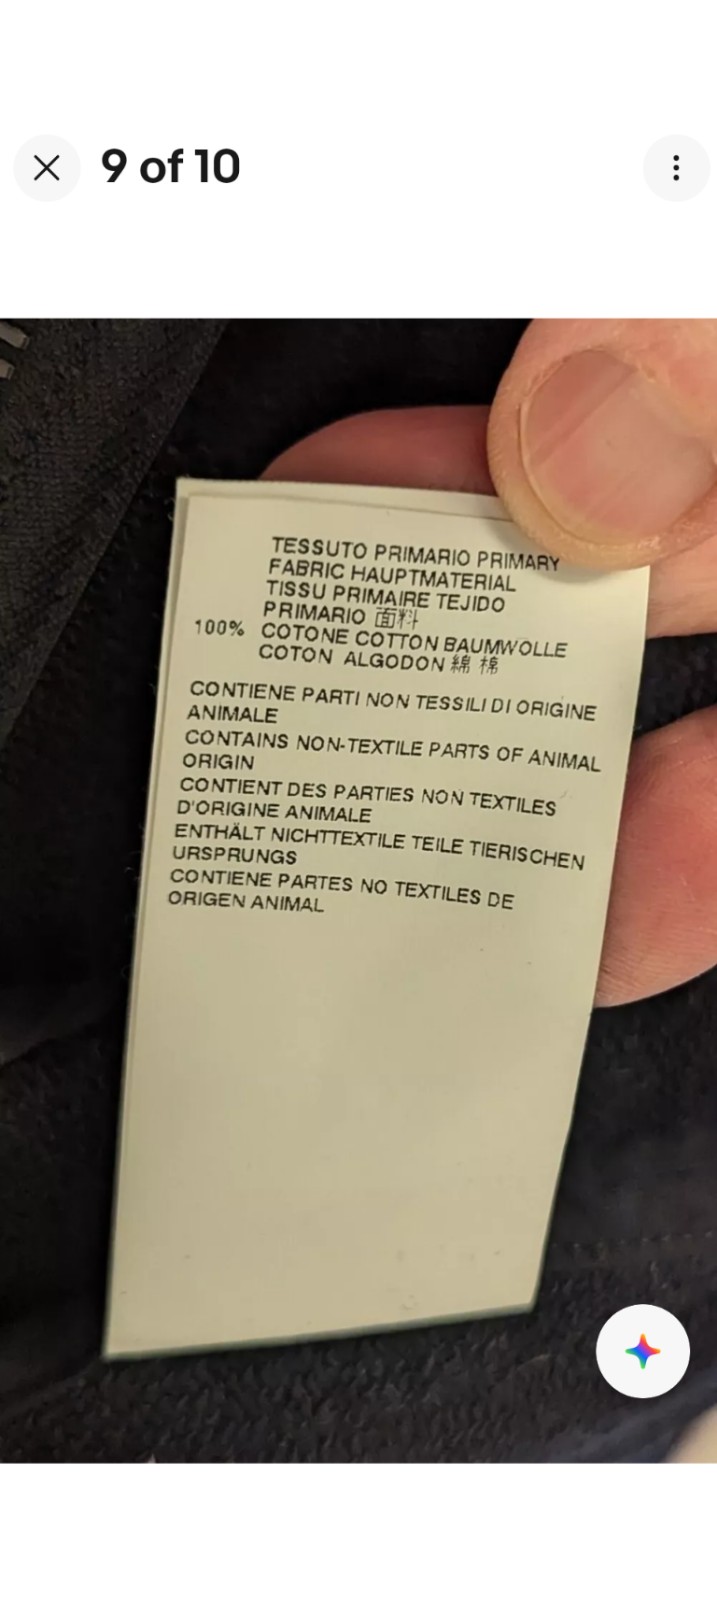 9 of 10
TESSUTO PRIMARIO PRIMARY
FABRIC HAUPTMATERIAL
TISSU PRIMAIRE TEJIDO
PRIMARIO 面料
100% COTONE COTTON BAUMWOLLE
COTON ALGODON 綿 棉
CONTIENE PARTI NON TESSILI DI ORIGINE
ANIMALE
CONTAINS NON-TEXTILE PARTS OF ANIMAL
ORIGIN
CONTIENT DES PARTIES NON TEXTILES
D'ORIGINE ANIMALE
ENTHÄLT NICHTTEXTILE TEILE TIERISCHEN
URSPRUNGS
CONTIENE PARTES NO TEXTILES DE
ORIGEN ANIMAL